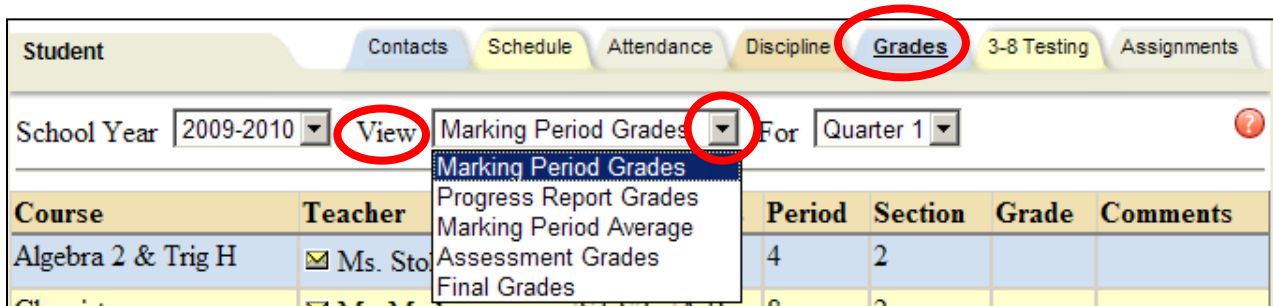 Student Contacts Schedule Attendance Discipline Grades 3-8 Testing Assignments
School Year 2009-2010 View Marking Period Grades For Quarter 1 ?
Marking Period Grades
Progress Report Grades
Marking Period Average
Assessment Grades
Final Grades
Course Teacher Period Section Grade Comments
Algebra 2 & Trig H Ms. 4 2